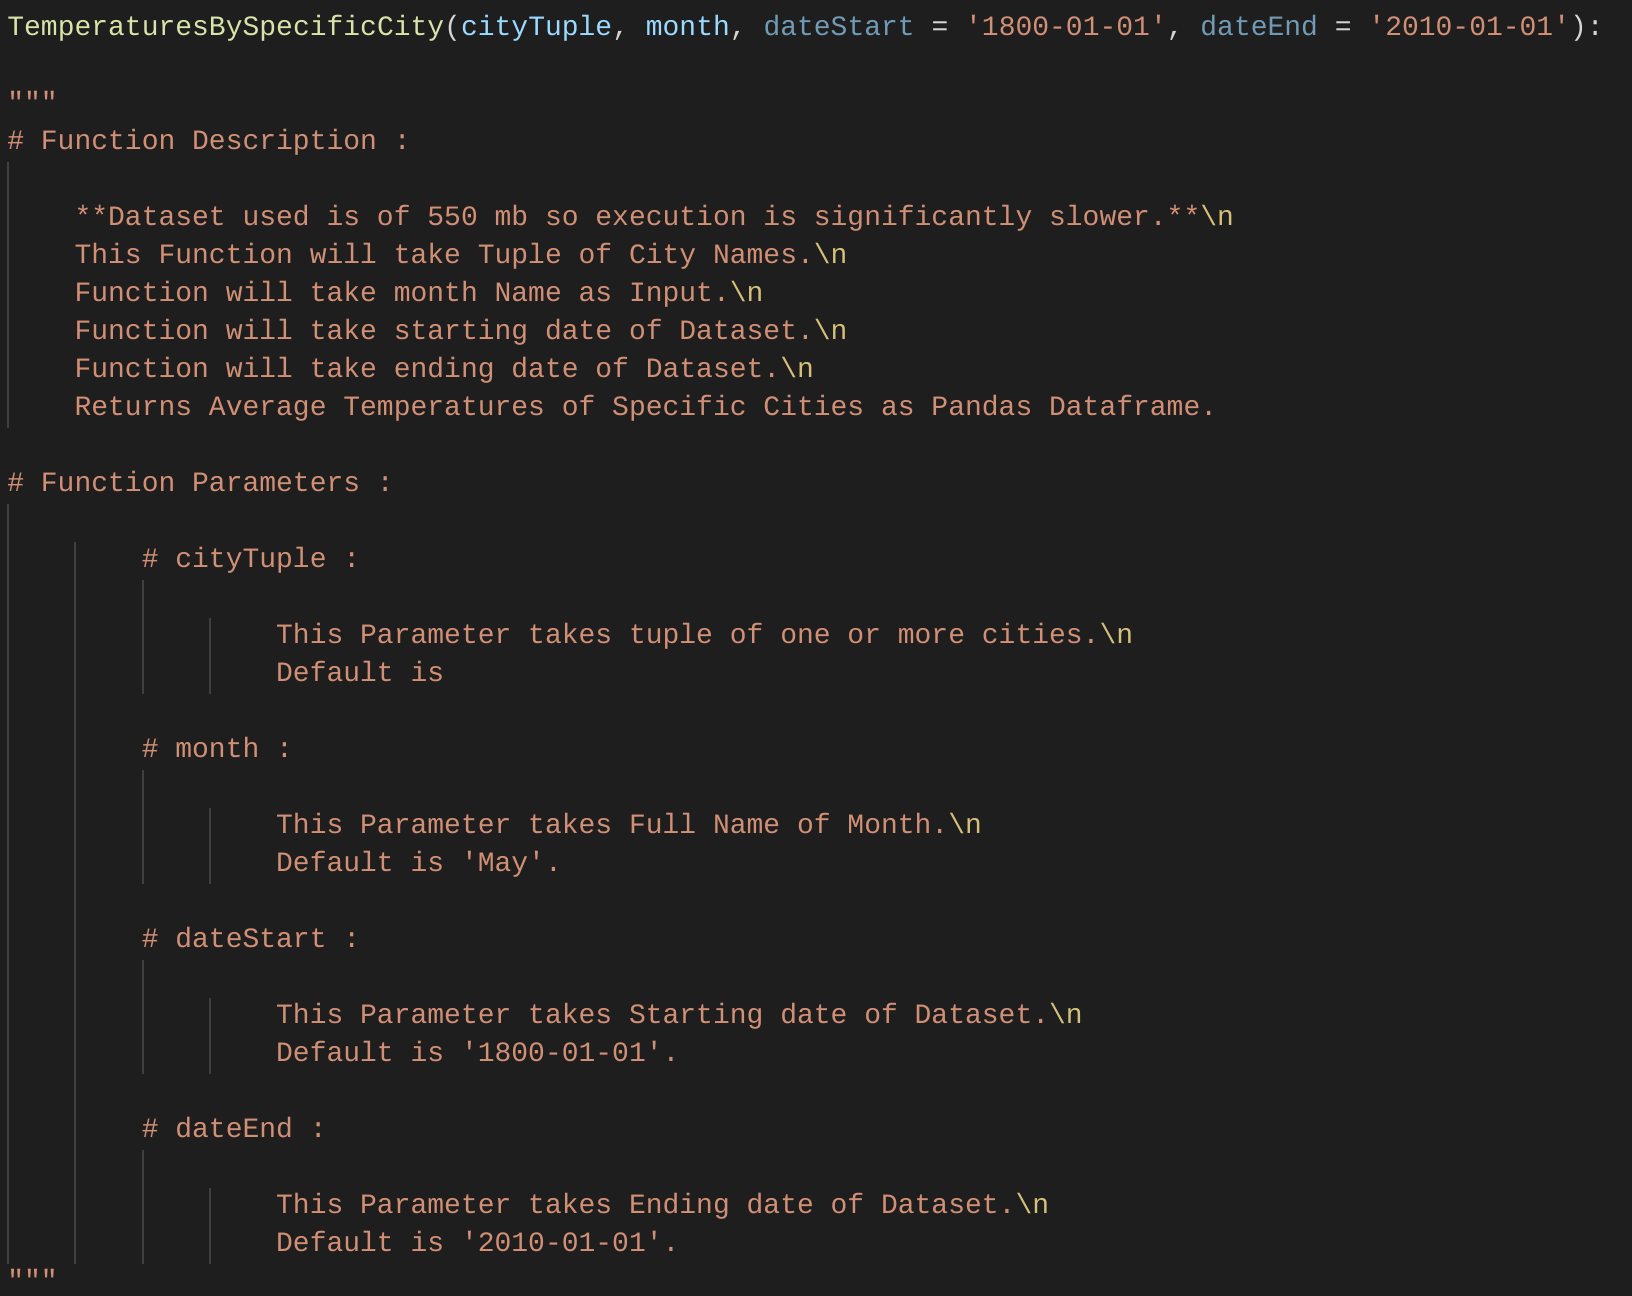 TemperaturesBySpecificCity(cityTuple, month, dateStart = '1800-01-01', dateEnd = '2010-01-01'):
"""
# Function Description :
**Dataset used is of 550 mb so execution is significantly slower.**\n
This Function will take Tuple of City Names.\n
Function will take month Name as Input.\n
Function will take starting date of Dataset.\n
Function will take ending date of Dataset.\n
Returns Average Temperatures of Specific Cities as Pandas Dataframe.
# Function Parameters :
# cityTuple :
This Parameter takes tuple of one or more cities.\n
Default is
# month :
This Parameter takes Full Name of Month.\n
Default is 'May'.
# dateStart :
This Parameter takes Starting date of Dataset.\n
Default is '1800-01-01'.
# dateEnd :
This Parameter takes Ending date of Dataset.\n
Default is '2010-01-01'.
"""